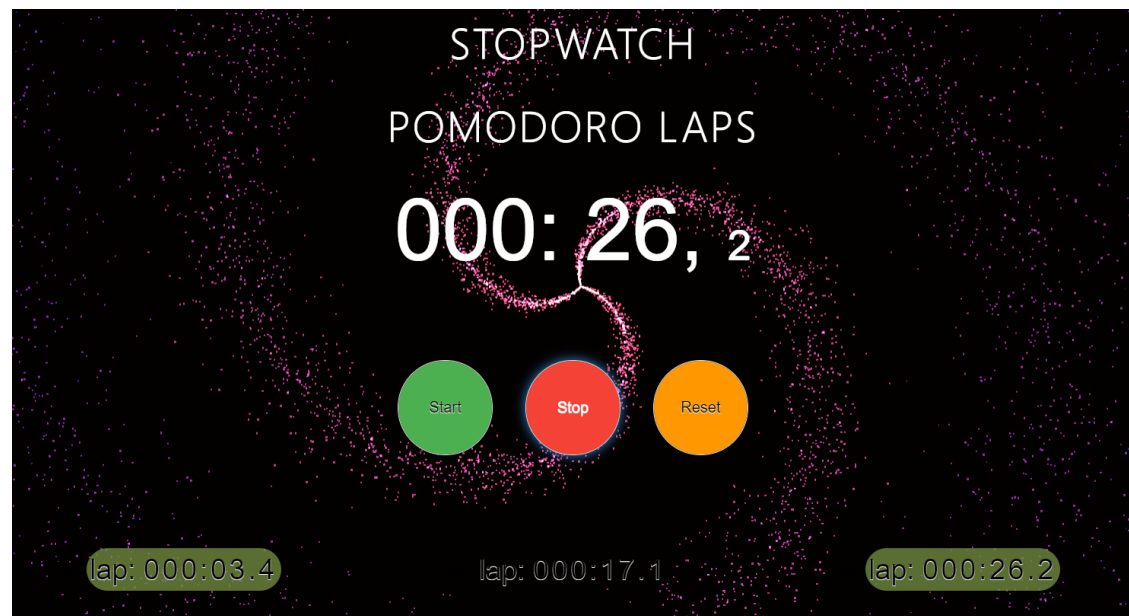 STOPWATCH
POMODORO LAPS
000: 26, 2
Start Stop Reset
lap: 000:03.4 lap: 000:17.1 lap: 000:26.2